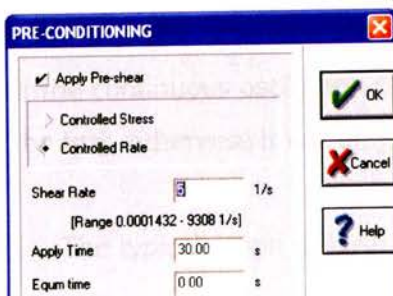 PRE-CONDITIONING
Apply Pre-shear
Controlled Stress
Controlled Rate
OK
Cancel
Shear Rate 5 1/s
[Range 0.0001432 - 9308 1/s]
Help
Apply Time 30.00 s
Equm time 0.00 s